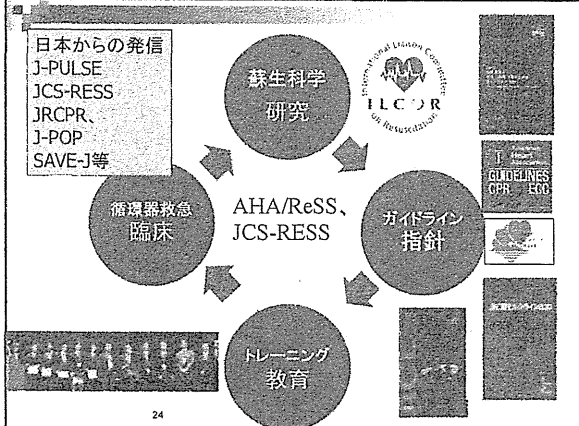 日本からの発信
J-PULSE
JCS-RESS
JRCPR、
J-POP
SAVE-J等
蘇生科学
研究
International Liaison Committee
ILCOR
on Resuscitation
GUIDELINES
CPR ECC
循環器救急
臨床
AHA/ReSS、
JCS-RESS
ガイドライン
指針
トレーニング
教育
24